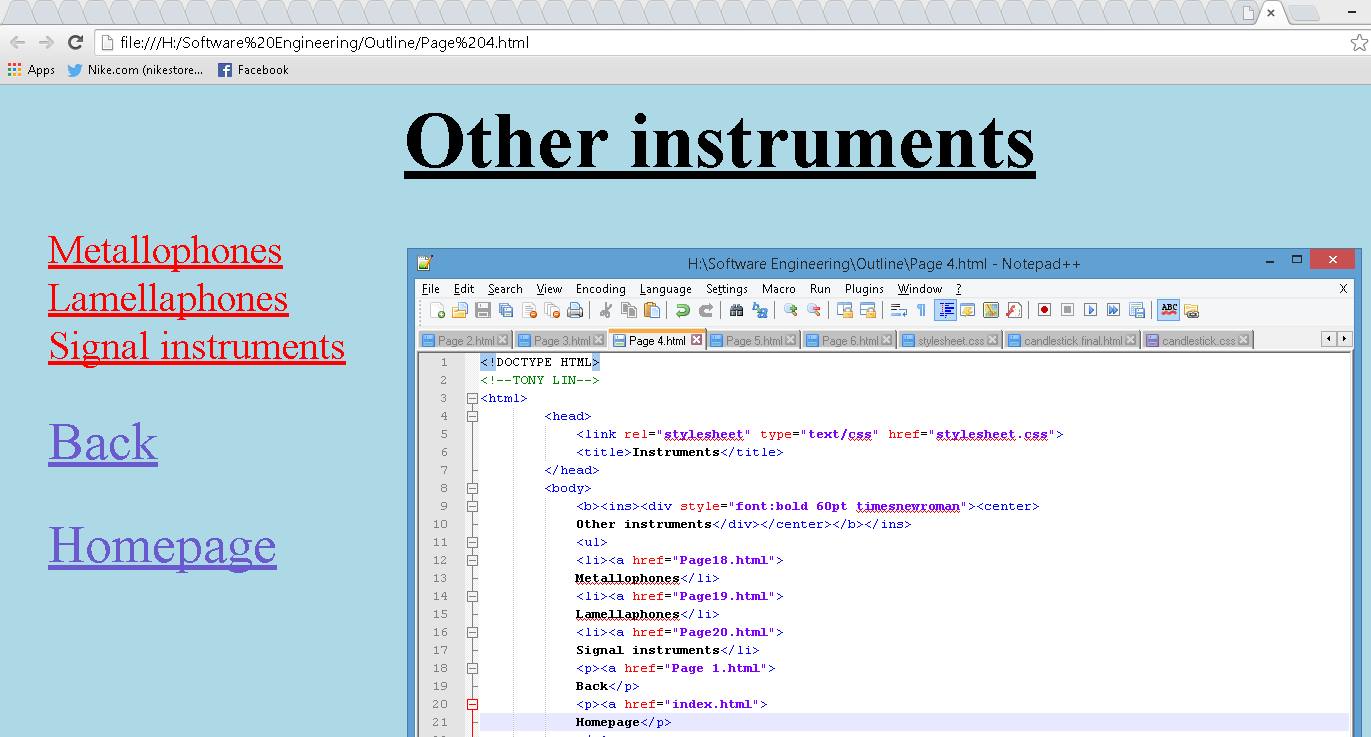 file:///H:/Software%20Engineering/Outline/Page%204.html
Apps Nike.com (nikestore... Facebook
Other instruments
Metallophones
Lamellaphones
Signal instruments
Back
Homepage
H:\Software Engineering\Outline\Page 4.html - Notepad++
File Edit Search View Encoding Language Settings Macro Run Plugins Window ? X
ABC
Page 2.html Page 3.html Page 4.html Page 5.html Page 6.html stylesheet.css candlestick final.html candlestick.css
1 <!DOCTYPE HTML>
2 <!--TONY LIN-->
3 <html>
4 <head>
5 <link rel="stylesheet" type="text/css" href="stylesheet.css">
6 <title>Instruments</title>
7 </head>
8 <body>
9 <b><ins><div style="font:bold 60pt timesnewroman"><center>
10 Other instruments</div></center></b></ins>
11 <ul>
12 <li><a href="Page18.html">
13 Metallophones</li>
14 <li><a href="Page19.html">
15 Lamellaphones</li>
16 <li><a href="Page20.html">
17 Signal instruments</li>
18 <p><a href="Page 1.html">
19 Back</p>
20 <p><a href="index.html">
21 Homepage</p>